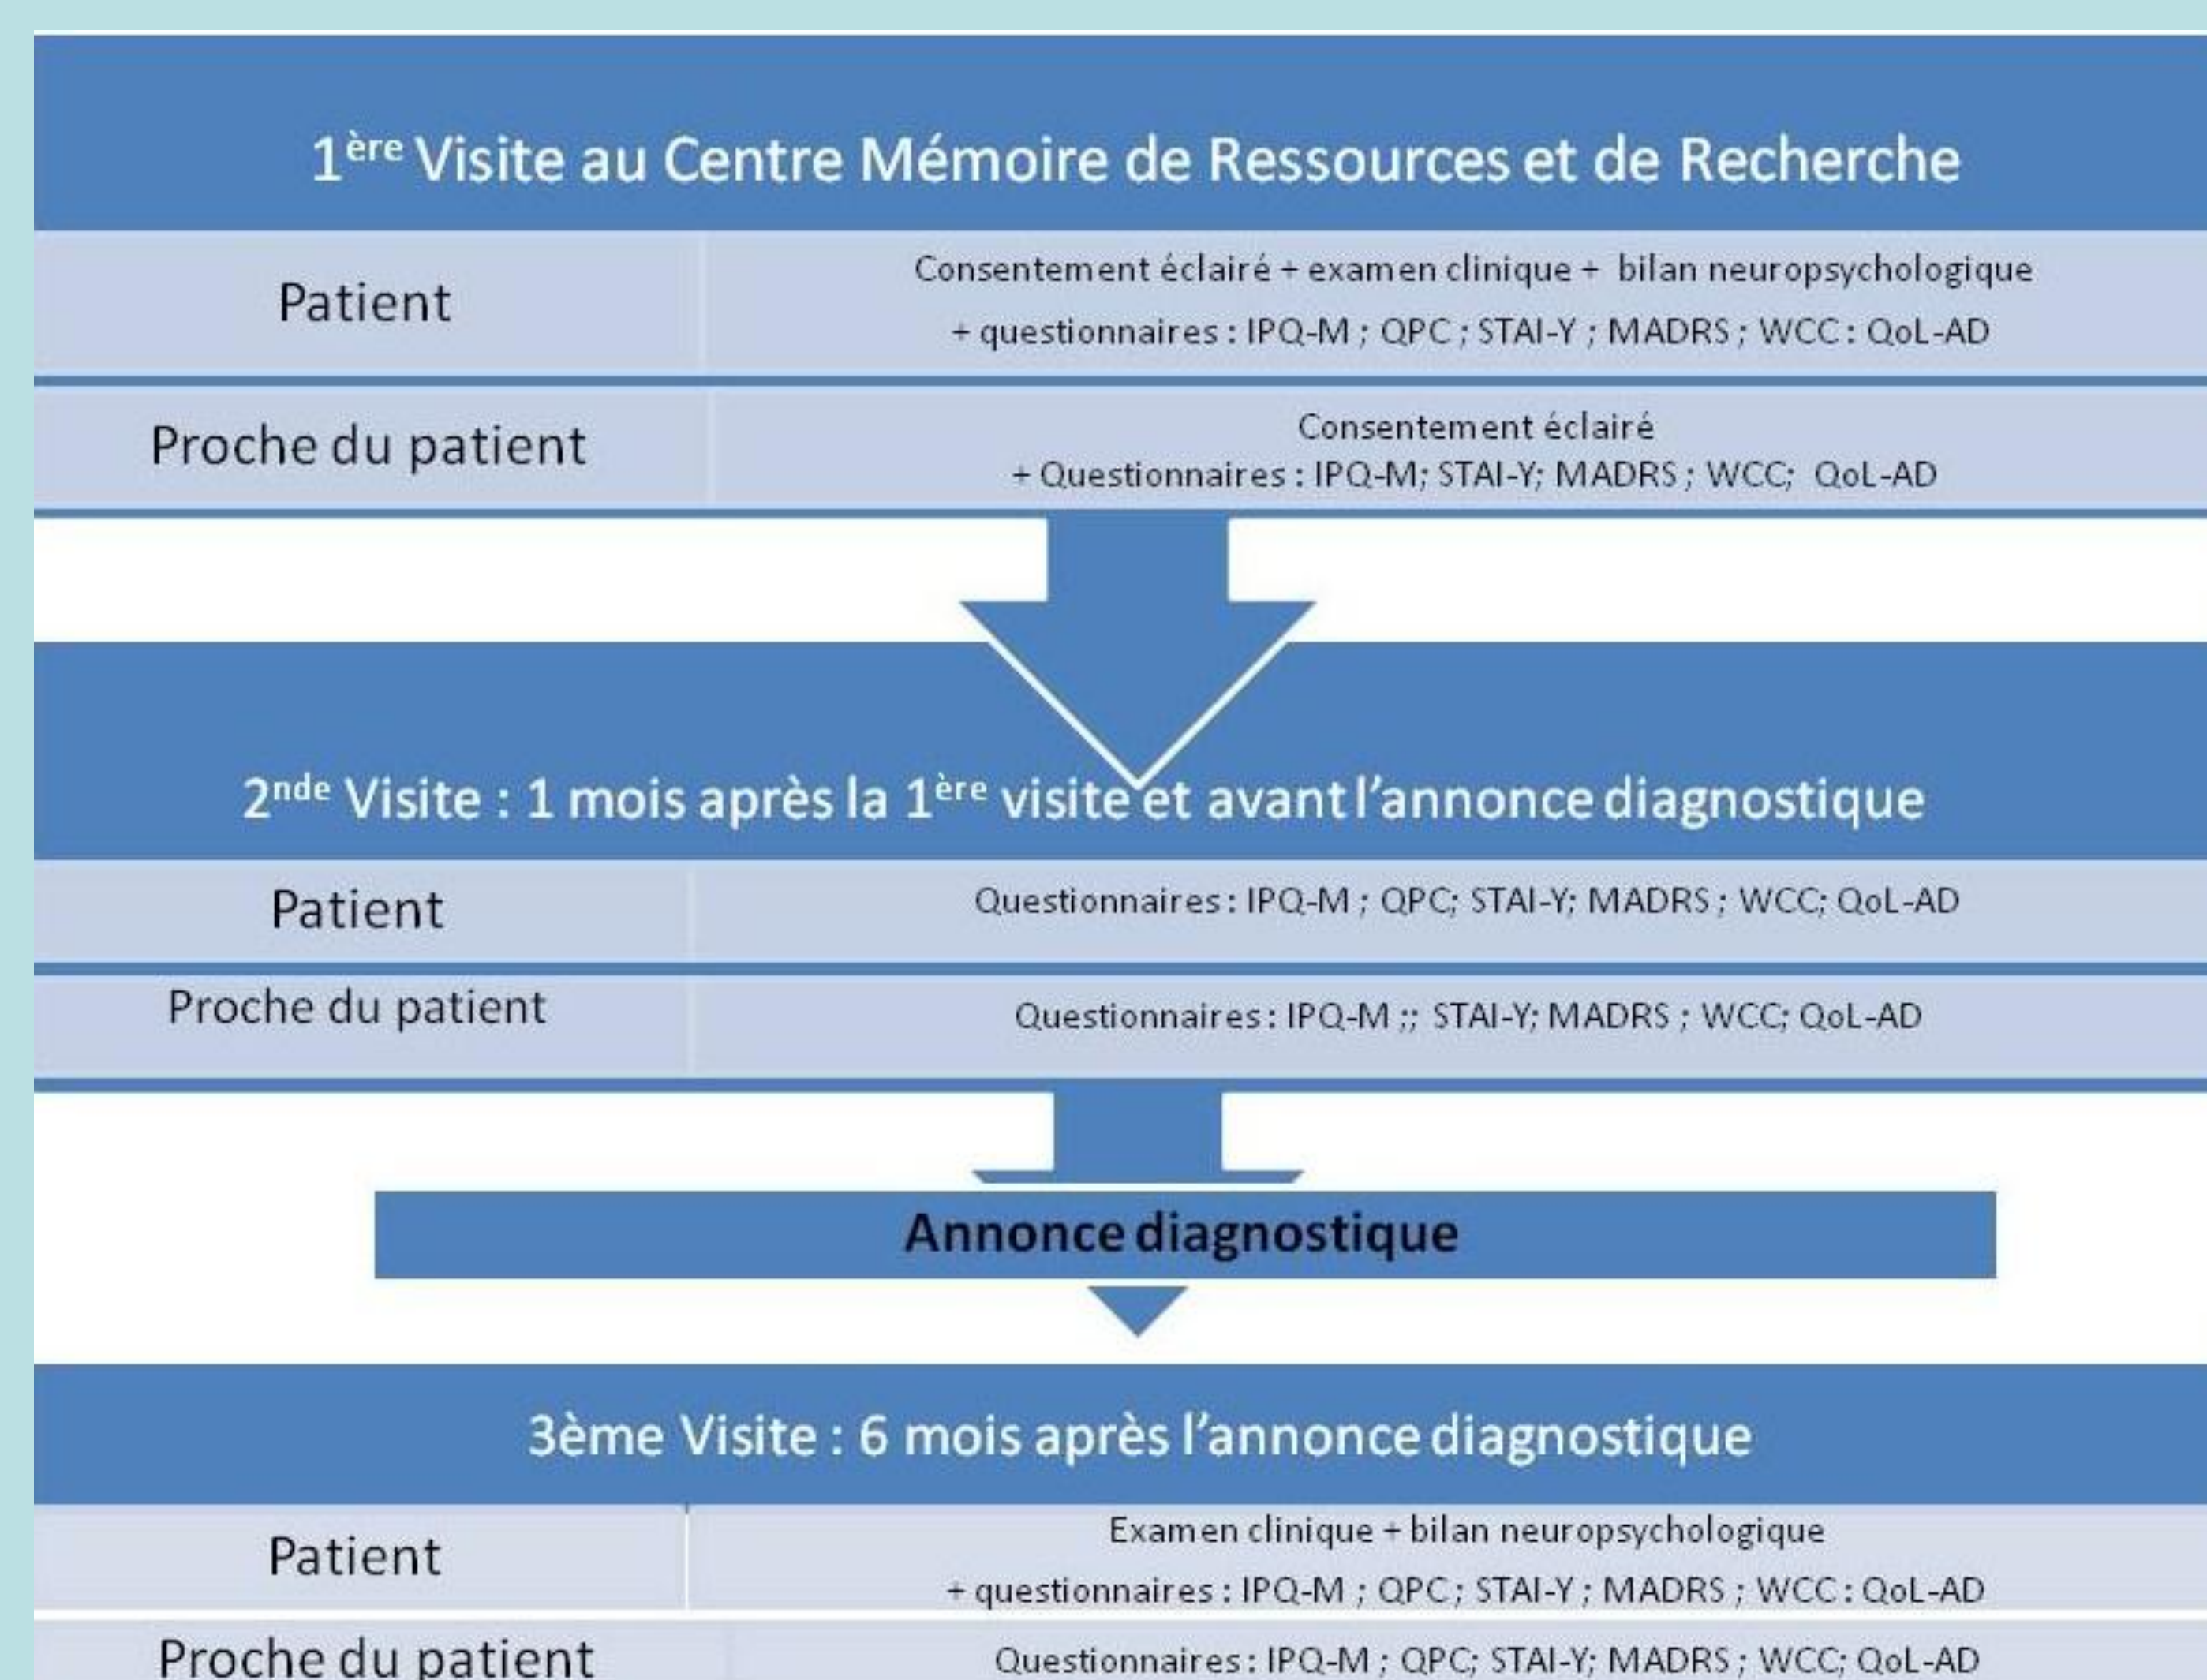 1ère Visite au Centre Mémoire de Ressources et de Recherche
Patient
Consentement éclairé + examen clinique + bilan neuropsychologique
+ questionnaires : IPQ-M ; QPC ; STAI-Y ; MADRS ; WCC : QoL-AD
Proche du patient
Consentement éclairé
+ Questionnaires : IPQ-M; STAI-Y; MADRS ; WCC; QoL-AD
2nde Visite : 1 mois après la 1ère visite et avant l'annonce diagnostique
Patient
Questionnaires : IPQ-M ; QPC; STAI-Y; MADRS ; WCC; QoL-AD
Proche du patient
Questionnaires : IPQ-M ;; STAI-Y; MADRS ; WCC; QoL-AD
Annonce diagnostique
3ème Visite : 6 mois après l'annonce diagnostique
Patient
Examen clinique + bilan neuropsychologique
+ questionnaires : IPQ-M ; QPC ; STAI-Y ; MADRS ; WCC : QoL-AD
Proche du patient
Questionnaires : IPQ-M ; QPC; STAI-Y; MADRS ; WCC; QoL-AD